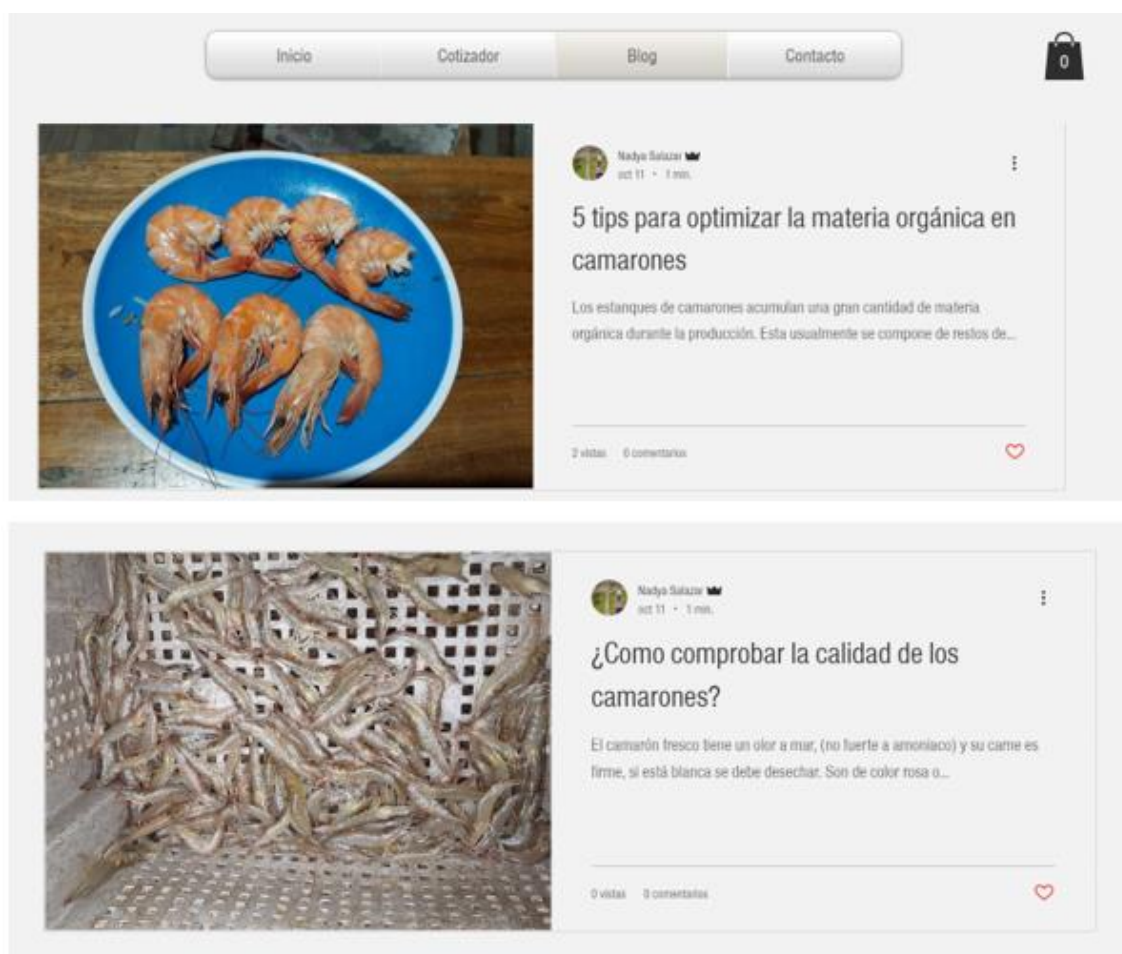 Inicio Cotizador Blog Contacto
0
Nadya Salazar
oct 11 • 1 min.
5 tips para optimizar la materia orgánica en
camarones
Los estanques de camarones acumulan una gran cantidad de materia
orgánica durante la producción. Esta usualmente se compone de restos de...
2 vistas 0 comentarios
Nadya Salazar
oct 11 • 1 min.
¿Como comprobar la calidad de los
camarones?
El camarón fresco tiene un olor a mar, (no fuerte a amoniaco) y su carne es
firme, si está blanca se debe desechar. Son de color rosa o...
0 vistas 0 comentarios